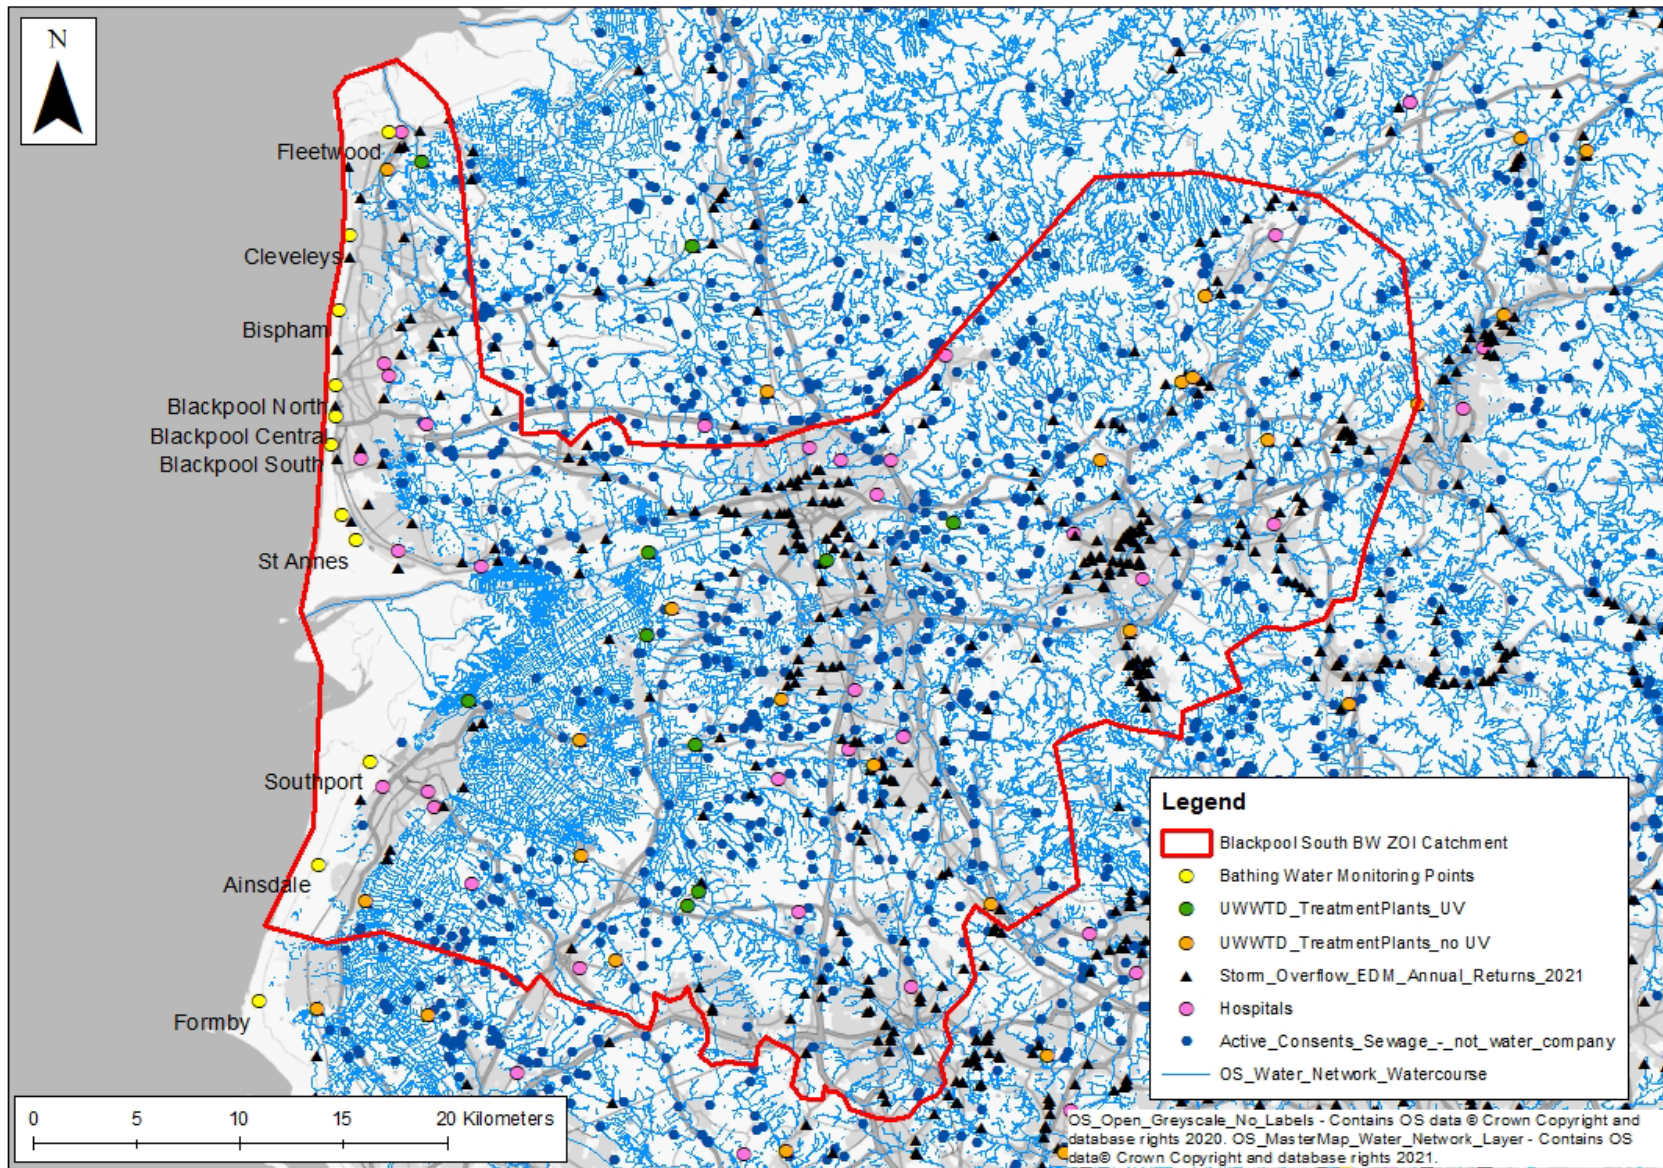 N
Fleetwood
Cleveleys
Bispham
Blackpool North
Blackpool Central
Blackpool South
St Annes
Southport
Ainsdale
Formby
Legend
Blackpool South BW ZOI Catchment
Bathing Water Monitoring Points
UWWTD_TreatmentPlants_UV
UWWTD_TreatmentPlants_no UV
Storm_Overflow_EDM_Annual_Returns_2021
Hospitals
Active_Consents_Sewage_-_not_water_company
OS_Water_Network_Watercourse
0 5 10 15 20 Kilometers
OS_Open_Greyscale_No_Labels - Contains OS data © Crown Copyright and
database rights 2020. OS_MasterMap_Water_Network_Layer - Contains OS
data© Crown Copyright and database rights 2021.